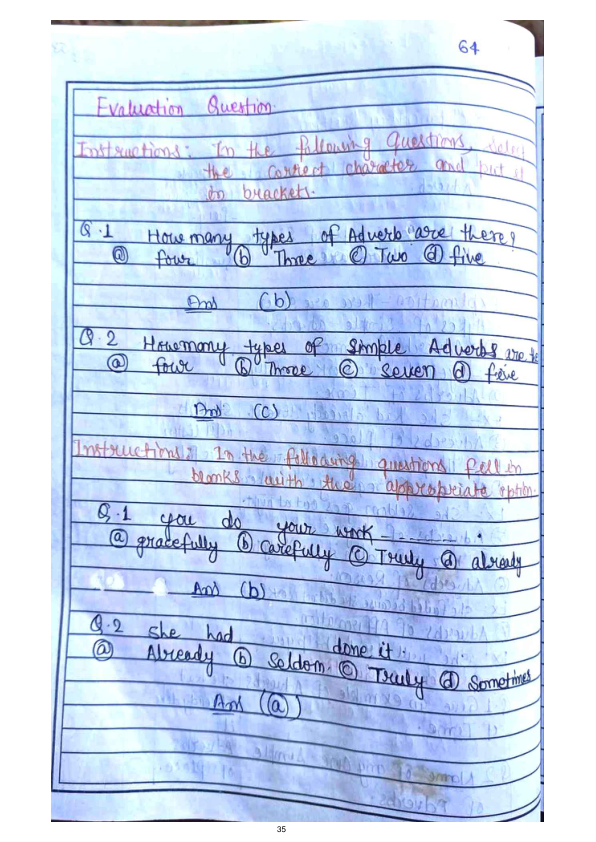 64
Evaluation Question
Instructions: In the following Questions, select
the correct character and put it
in brackets.
Q.1 How many types of Adverb are there?
(a) four (b) Three (c) Two (d) five
Ans (b)
Q.2 How many types of simple Adverbs are
(a) four (b) Three (c) Seven (d) five
Ans (c)
Instructions: In the following questions fill in
blanks with the appropriate option.
Q.1 you do your work ------- .
(a) gracefully (b) Carefully (c) Truly (d) already
Ans (b)
Q.2 She had done it.
(a) Already (b) Seldom (c) Truly (d) Sometimes
Ans (a)
35